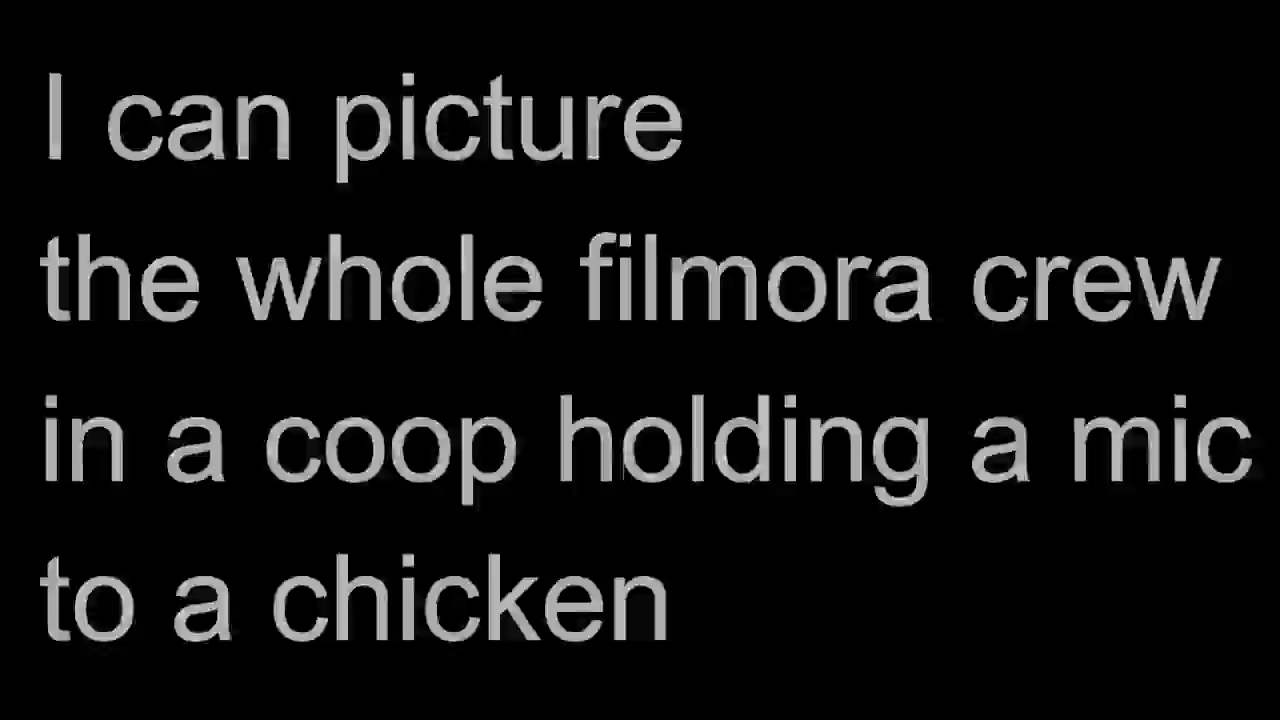 I can picture
the whole filmora crew
in a coop holding a mic
to a chicken